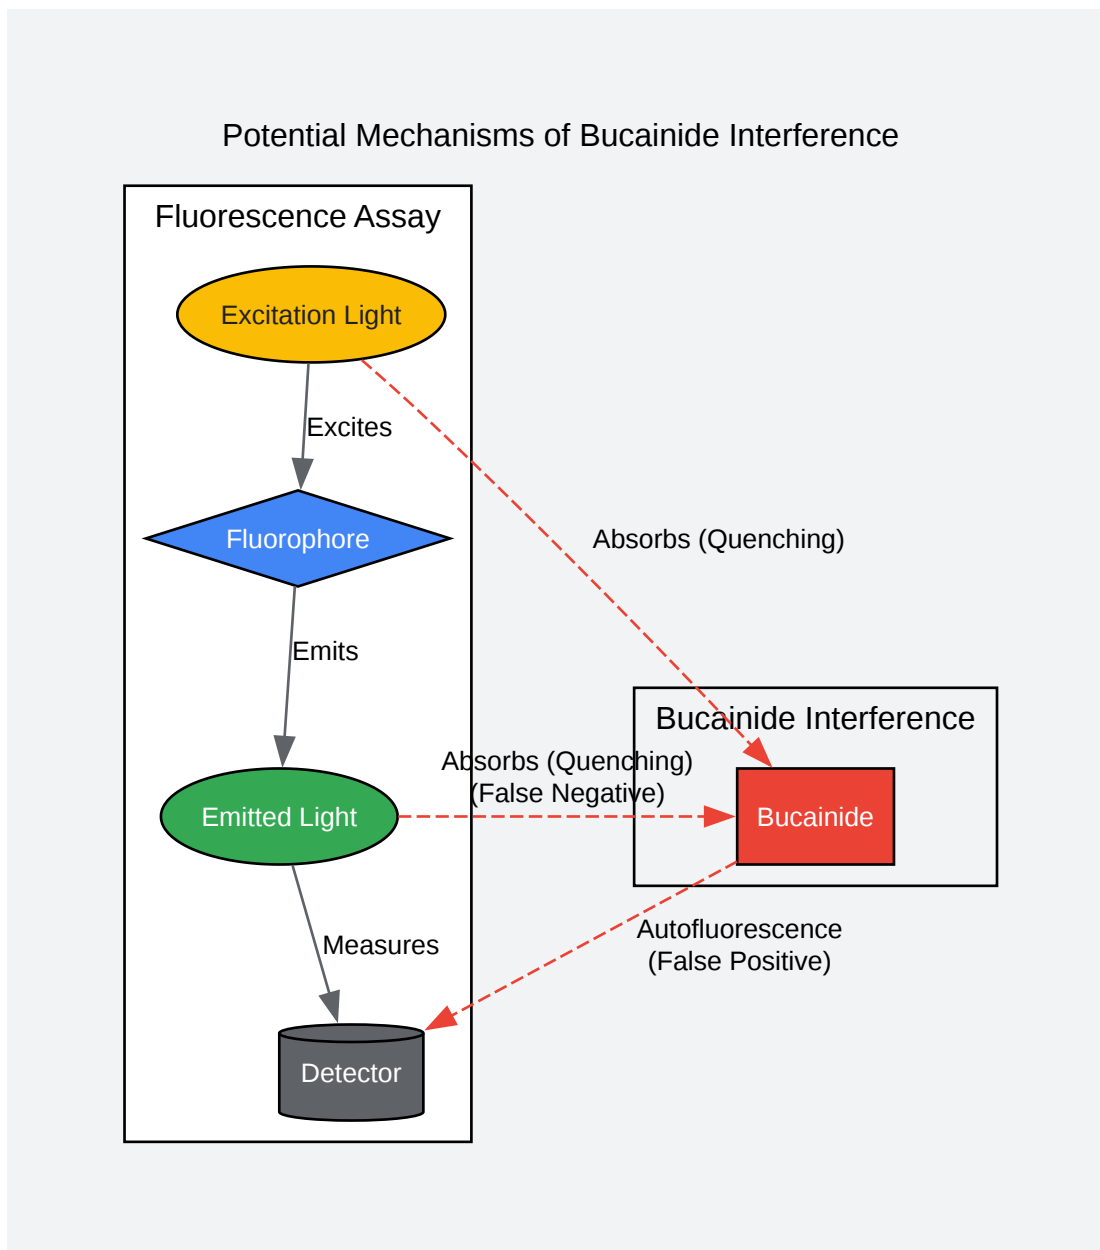 Potential Mechanisms of Bucainide Interference
Fluorescence Assay
Excitation Light
Excites
Fluorophore
Absorbs (Quenching)
Emits
Bucainide Interference
Absorbs (Quenching)
(False Negative)
Emitted Light
Bucainide
Autofluorescence
(False Positive)
Measures
Detector